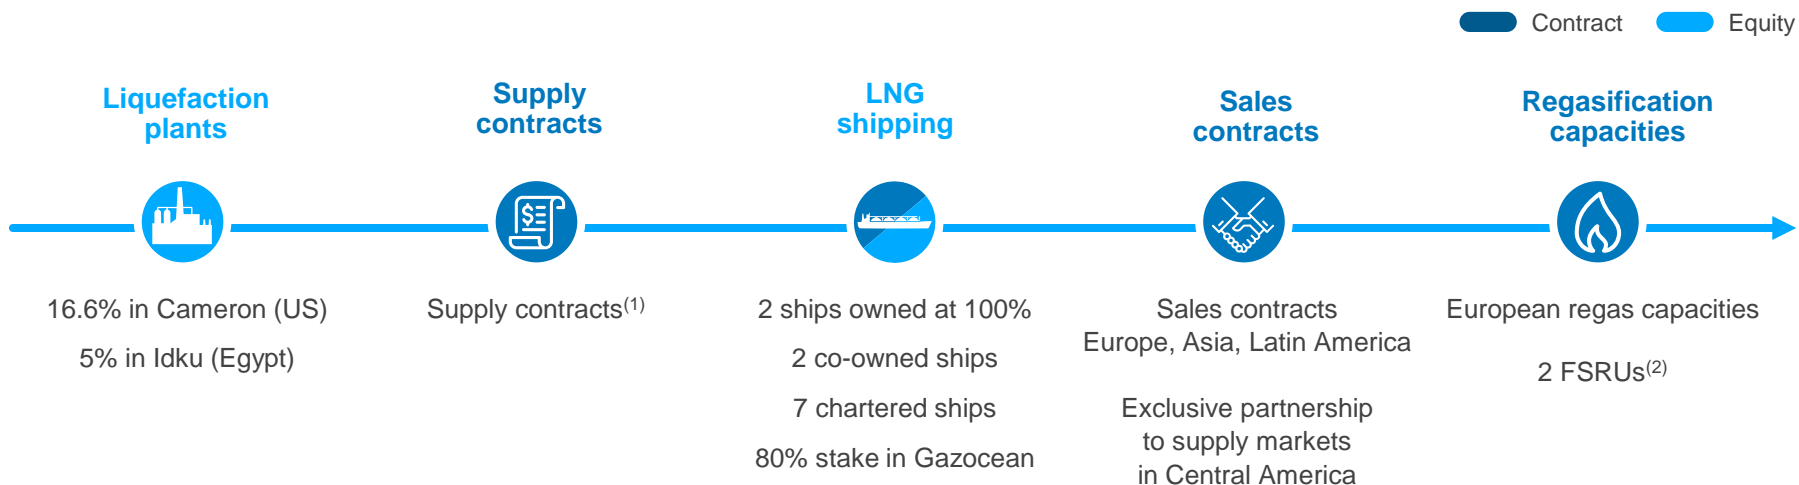 Contract
Equity
Liquefaction
plants
Supply
contracts
LNG
shipping
Sales
contracts
Regasification
capacities
$
16.6% in Cameron (US)
5% in Idku (Egypt)
Supply contracts(1)
2 ships owned at 100%
2 co-owned ships
7 chartered ships
80% stake in Gazocean
Sales contracts
Europe, Asia, Latin America
Exclusive partnership
to supply markets
in Central America
European regas capacities
2 FSRUs(2)